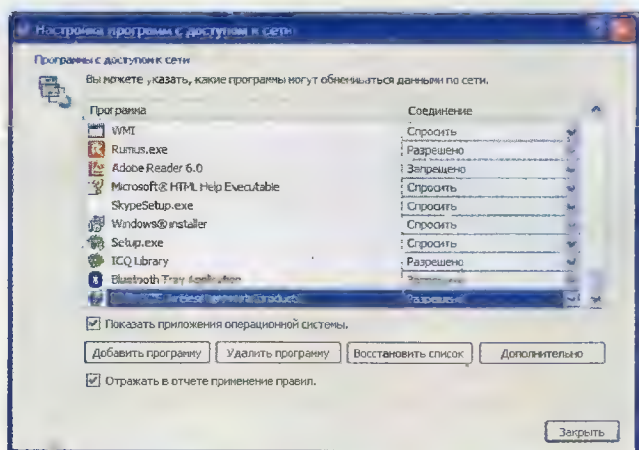 Настройка программ с доступом к сети
Программы с доступом к сети
Вы можете указать, какие программы могут обмениваться данными по сети.
Программа Соединение
WMI Спросить
Rumus.exe Разрешено
Adobe Reader 6.0 Запрещено
Microsoft® HTML Help Executable Спросить
SkypeSetup.exe Спросить
Windows® installer Спросить
Setup.exe Спросить
ICQ Library Разрешено
Bluetooth Tray Application
Разрешено
Показать приложения операционной системы.
Добавить программу Удалить программу Восстановить список Дополнительно
Отражать в отчете применение правил.
Закрыть